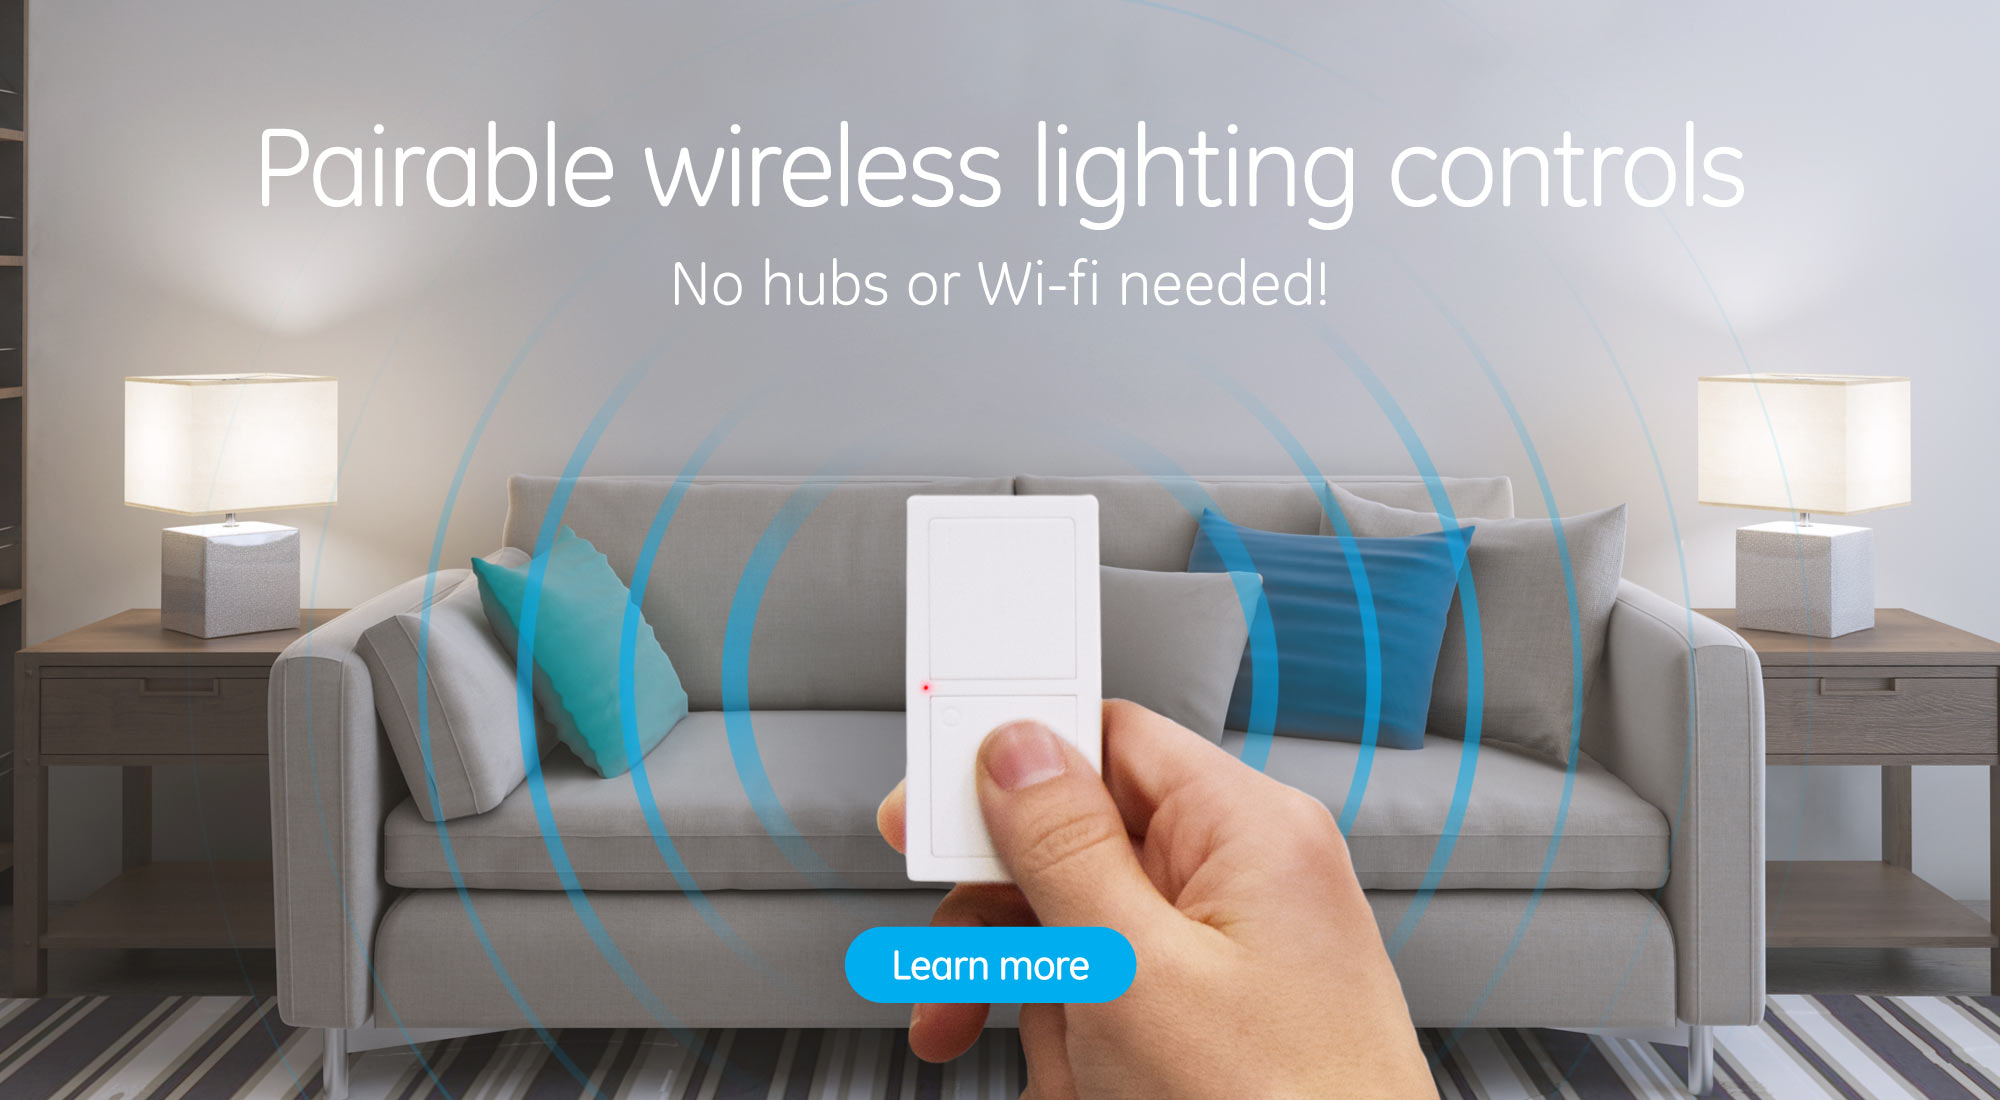 Pairable wireless lighting controls
No hubs or Wi-fi needed!
Learn more